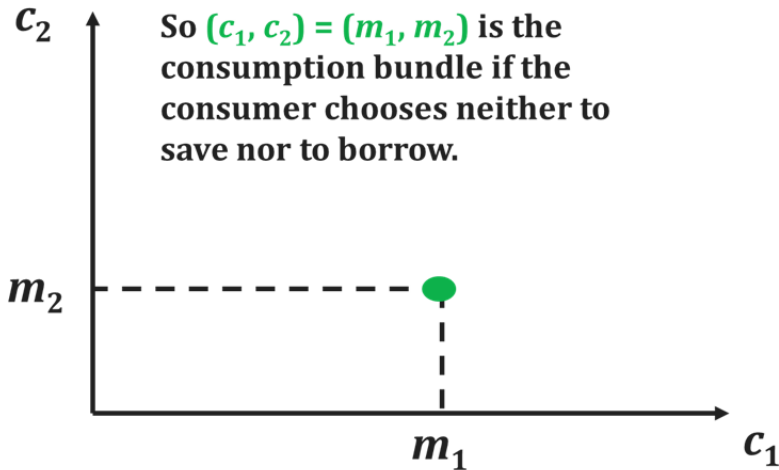 c₂
So (c₁, c₂) = (m₁, m₂) is the
consumption bundle if the
consumer chooses neither to
save nor to borrow.
m₂
m₁
c₁